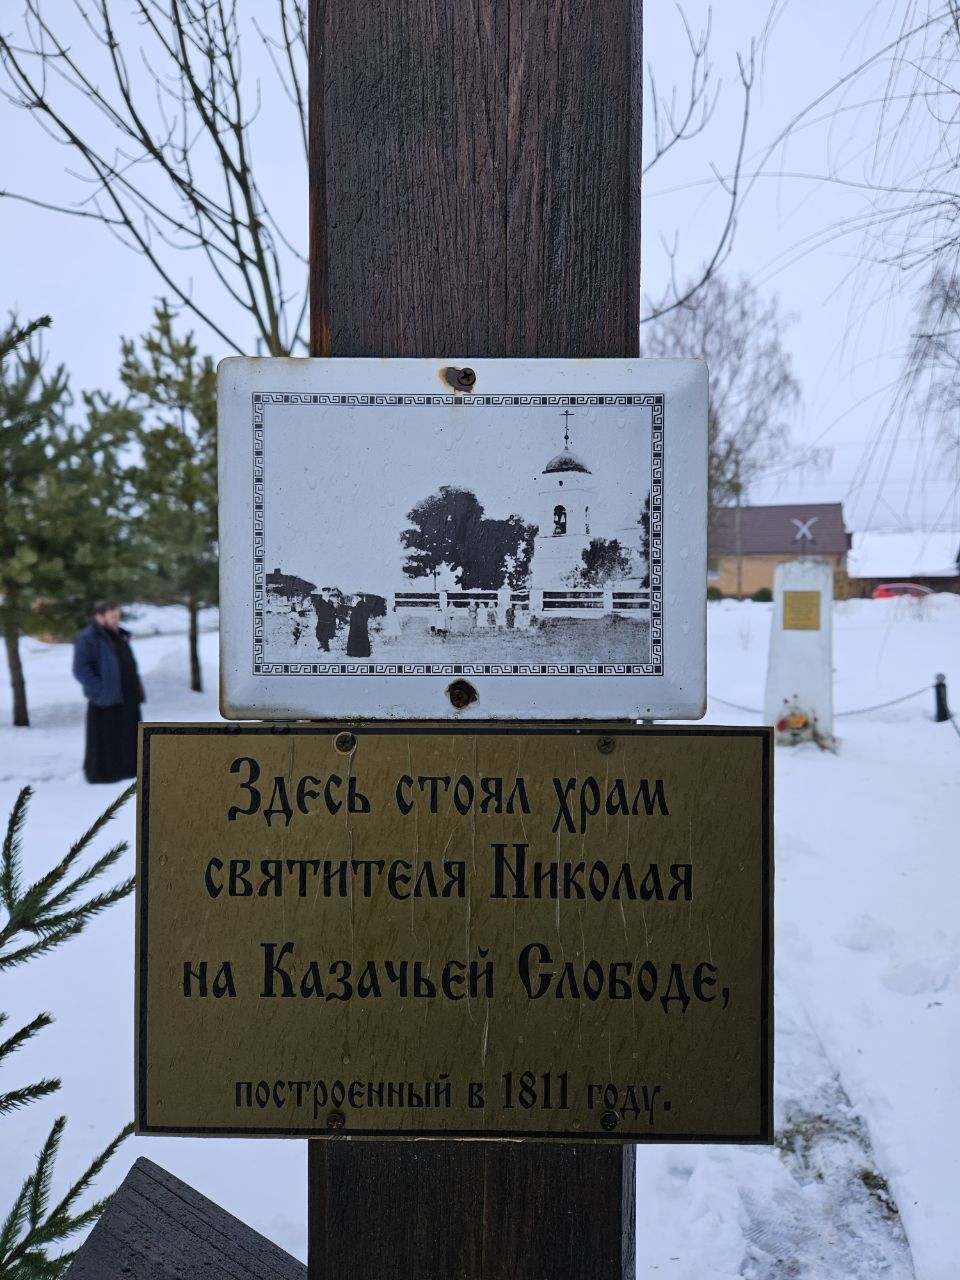 Здесь стоял храм
святителя Николая
на Казачьей Слободе,
построенный в 1811 году.